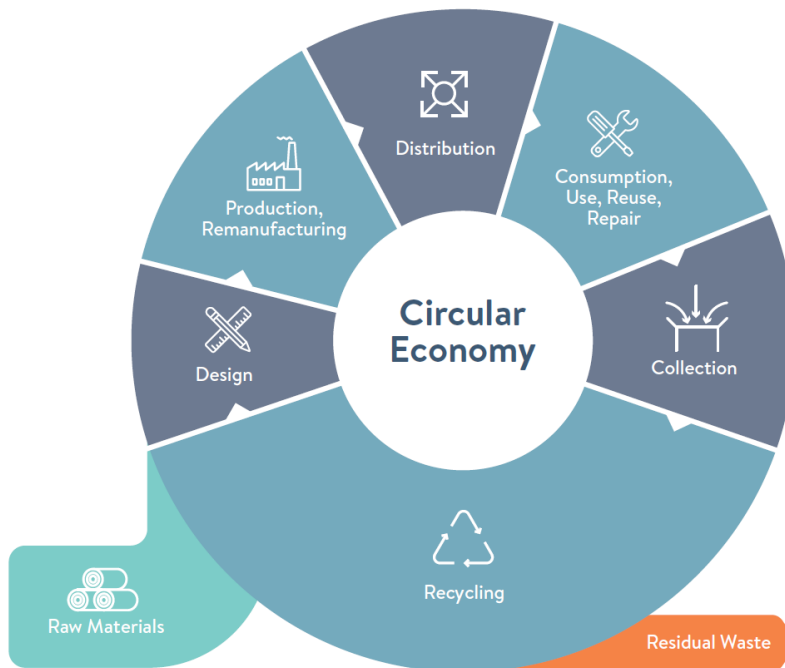 Distribution
Consumption,
Use, Reuse,
Repair
Production,
Remanufacturing
Circular
Economy
Design
Collection
Recycling
Raw Materials
Residual Waste